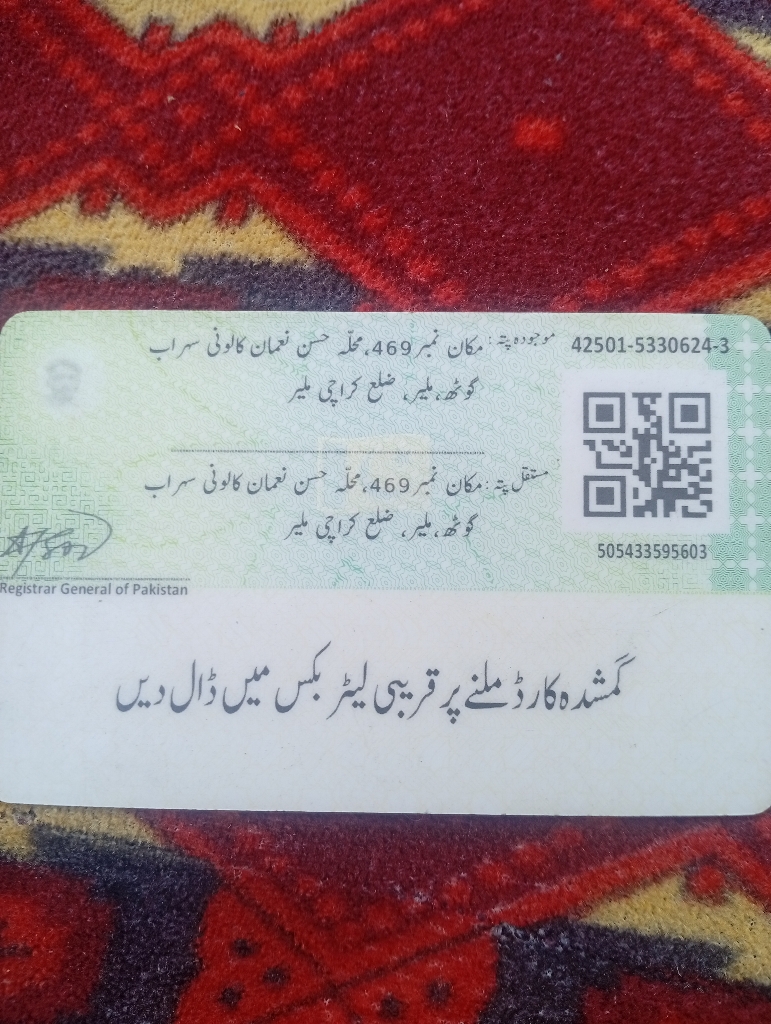 42501-5330624-3
موجودہ پتہ: مکان نمبر 469، محلّہ حسن نعمان کالونی سہراب
گوٹھ، ملیر، ضلع کراچی ملیر
مستقل پتہ: مکان نمبر 469، محلّہ حسن نعمان کالونی سہراب
گوٹھ، ملیر، ضلع کراچی ملیر
505433595603
Registrar General of Pakistan
گمشدہ کارڈ ملنے پر قریبی لیٹر بکس میں ڈال دیں